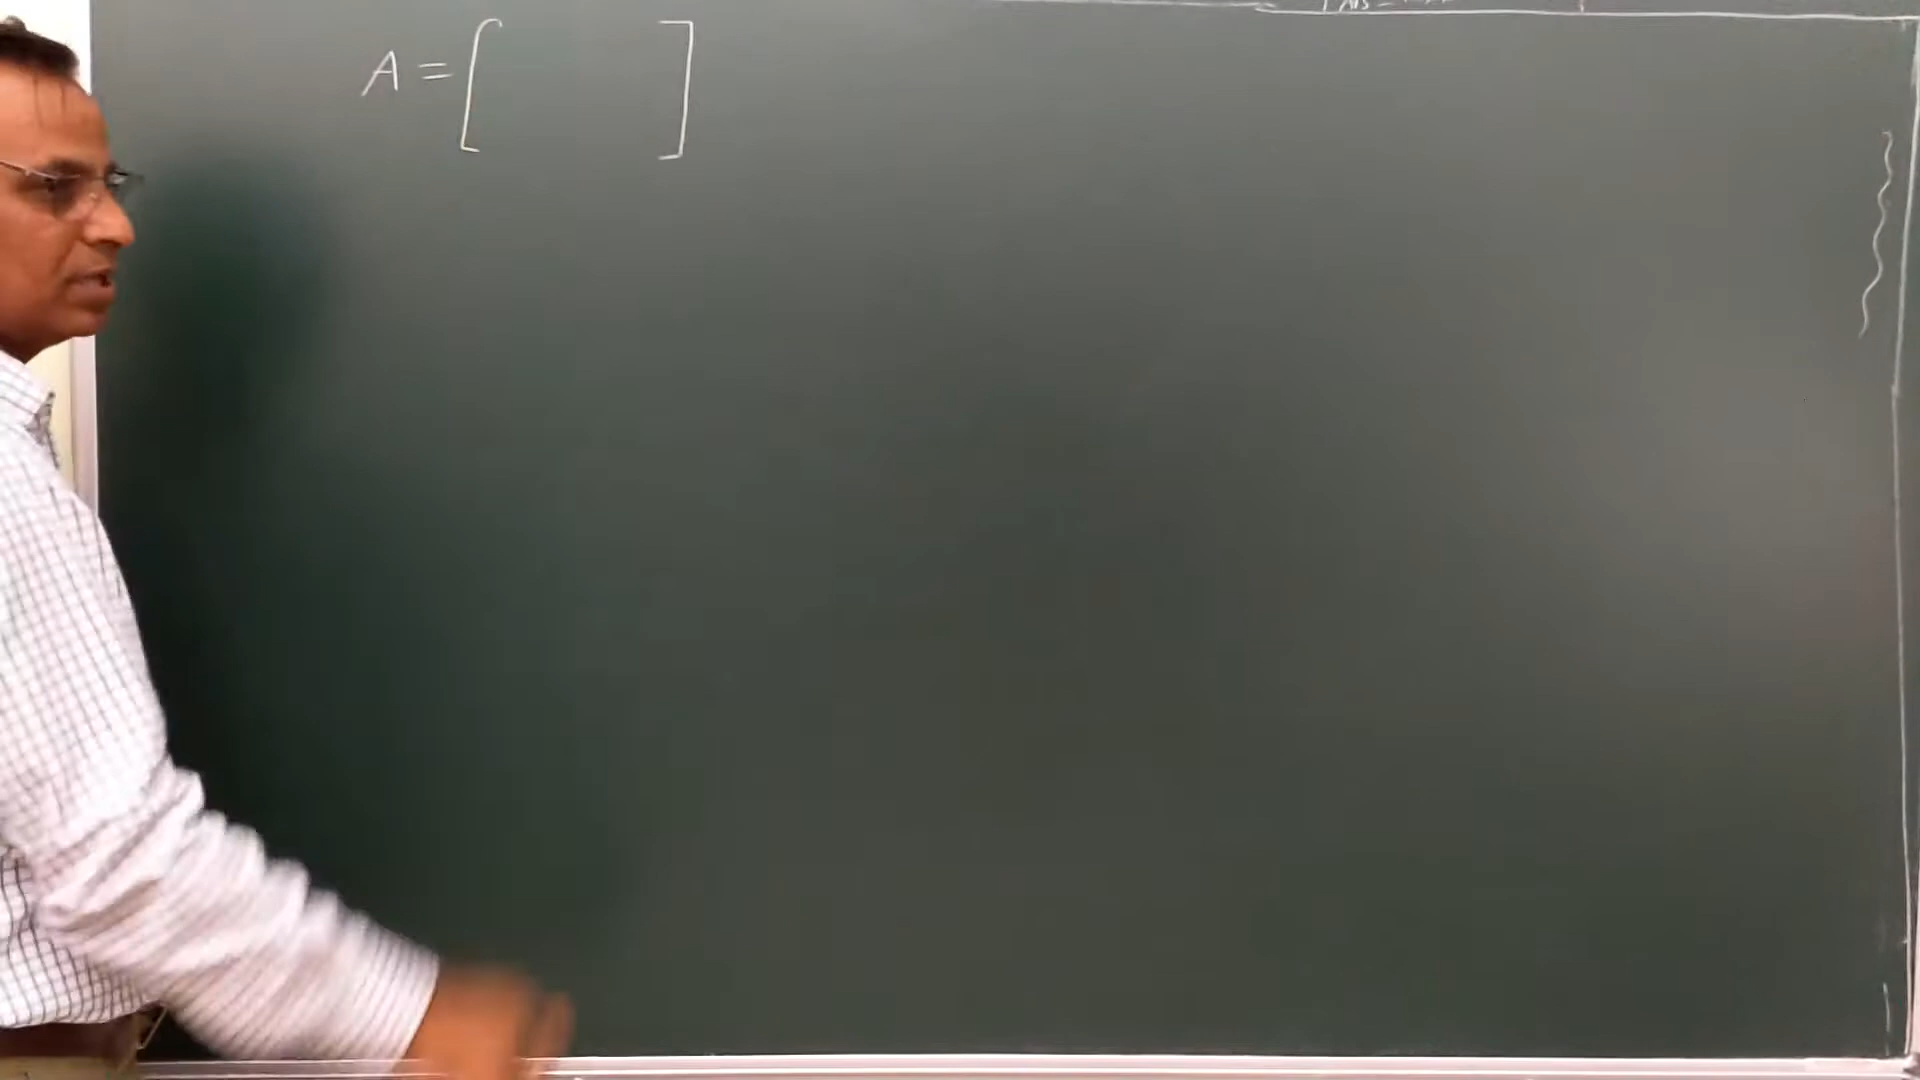 A = [ ]